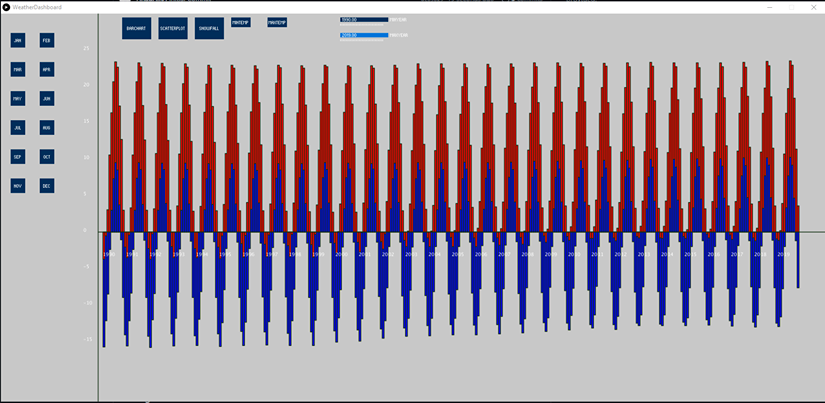 WeatherDashboard
BARCHART SCATTERPLOT SNOWFALL MAXTEMP MINTEMP
1990.00 MINYEAR
2019.00 MAXYEAR
JAN FEB
MAR APR
MAY JUN
JUL AUG
SEP OCT
NOV DEC
25
20
15
10
5
0
-5
-10
-15
1990 1991 1992 1993 1994 1995 1996 1997 1998 1999 2000 2001 2002 2003 2004 2005 2006 2007 2008 2009 2010 2011 2012 2013 2014 2015 2016 2017 2018 2019